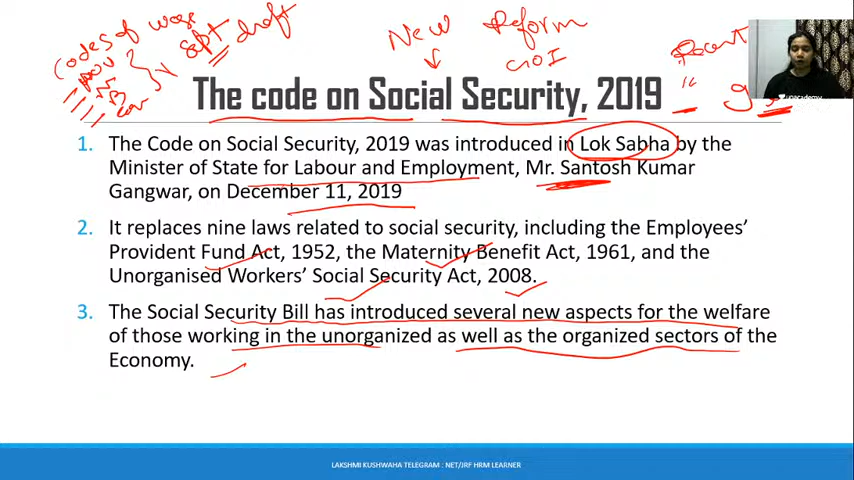 Codes of wage
sept draft
New Reform
GOI
The code on Social Security, 2019
1. The Code on Social Security, 2019 was introduced in Lok Sabha by the
Minister of State for Labour and Employment, Mr. Santosh Kumar
Gangwar, on December 11, 2019
2. It replaces nine laws related to social security, including the Employees’
Provident Fund Act, 1952, the Maternity Benefit Act, 1961, and the
Unorganised Workers’ Social Security Act, 2008.
3. The Social Security Bill has introduced several new aspects for the welfare
of those working in the unorganized as well as the organized sectors of the
Economy.
LAKSHMI KUSHWAHA TELEGRAM : NET/JRF HRM LEARNER